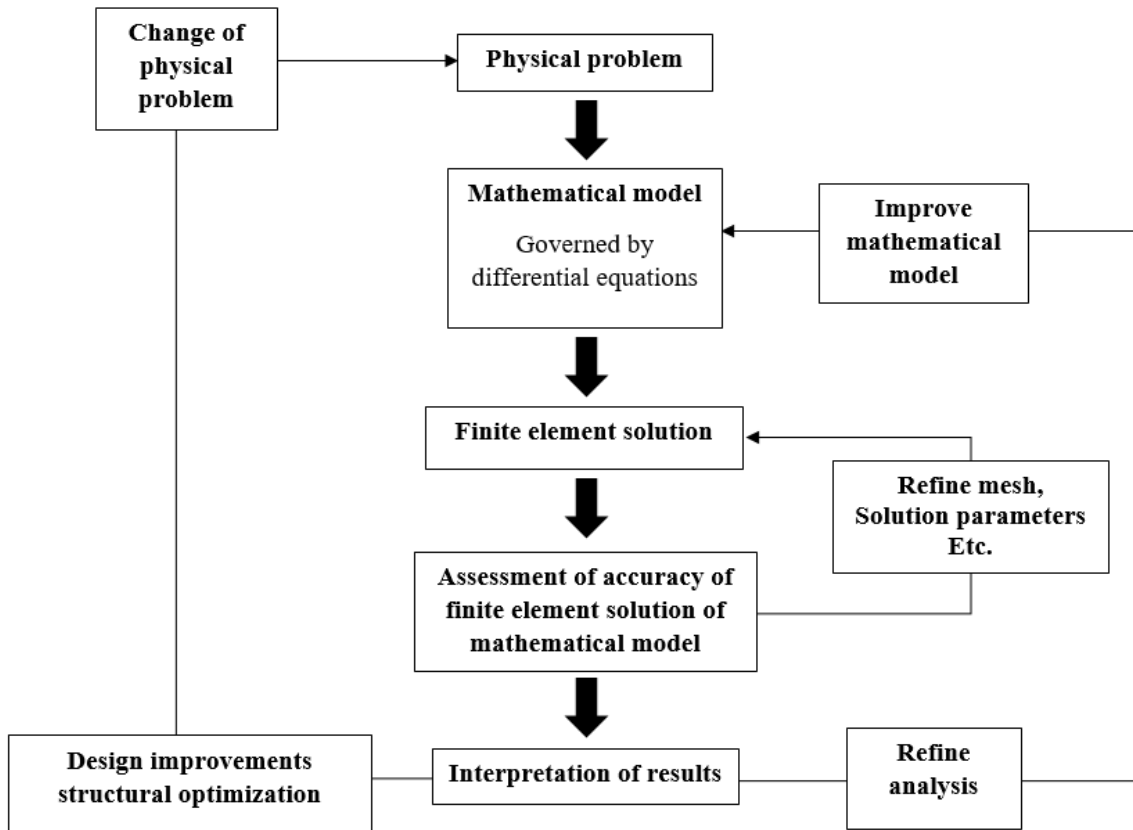 Change of
physical
problem
Physical problem
Mathematical model
Governed by
differential equations
Improve
mathematical
model
Finite element solution
Refine mesh,
Solution parameters
Etc.
Assessment of accuracy of
finite element solution of
mathematical model
Design improvements
structural optimization
Interpretation of results
Refine
analysis